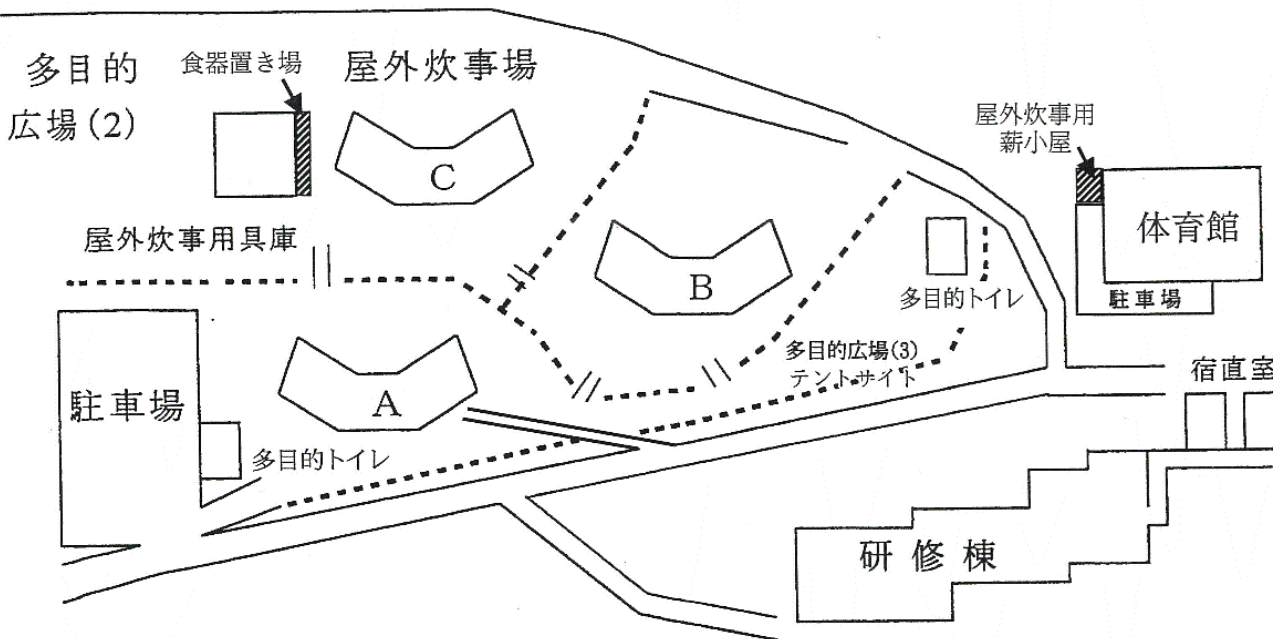 多目的
広場(2)
食器置き場
屋外炊事場
屋外炊事用
薪小屋
C
体育館
屋外炊事用具庫
B
多目的トイレ
駐車場
多目的広場(3)
テントサイト
宿直室
駐車場
A
多目的トイレ
研修棟